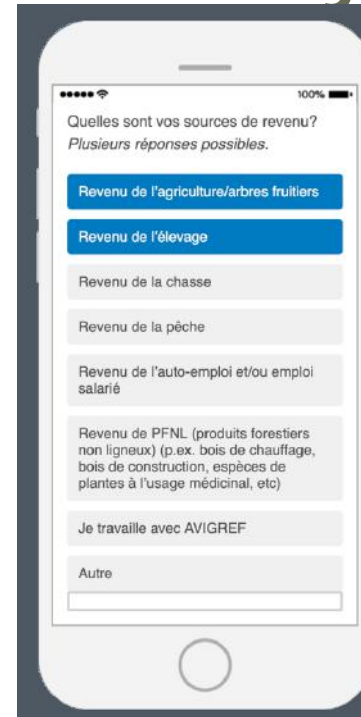 100%
Quelles sont vos sources de revenu?
Plusieurs réponses possibles.
Revenu de l'agriculture/arbres fruitiers
Revenu de l'élevage
Revenu de la chasse
Revenu de la pêche
Revenu de l'auto-emploi et/ou emploi
salarié
Revenu de PFNL (produits forestiers
non ligneux) (p.ex. bois de chauffage,
bois de construction, espèces de
plantes à l'usage médicinal, etc)
Je travaille avec AVIGREF
Autre